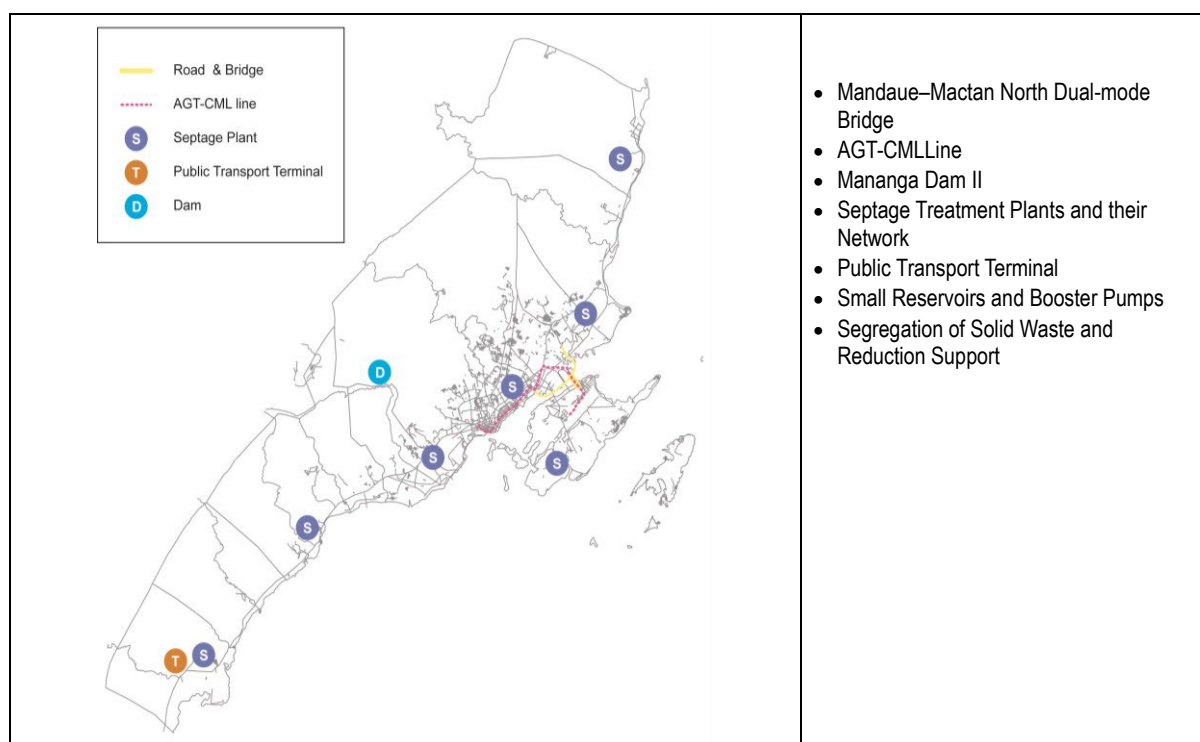 Road & Bridge
AGT-CML line
S Septage Plant
T Public Transport Terminal
D Dam
S
S
D
S
S
S
S
T S
• Mandaue–Mactan North Dual-mode
Bridge
• AGT-CMLLine
• Mananga Dam II
• Septage Treatment Plants and their
Network
• Public Transport Terminal
• Small Reservoirs and Booster Pumps
• Segregation of Solid Waste and
Reduction Support